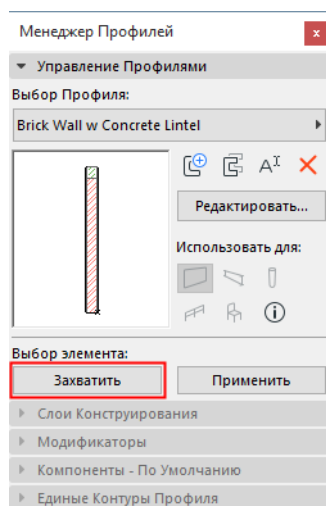 Менеджер Профилей
Управление Профилями
Выбор Профиля:
Brick Wall w Concrete Lintel
Редактировать...
Использовать для:
Выбор элемента:
Захватить Применить
Слои Конструирования
Модификаторы
Компоненты - По Умолчанию
Единые Контуры Профиля